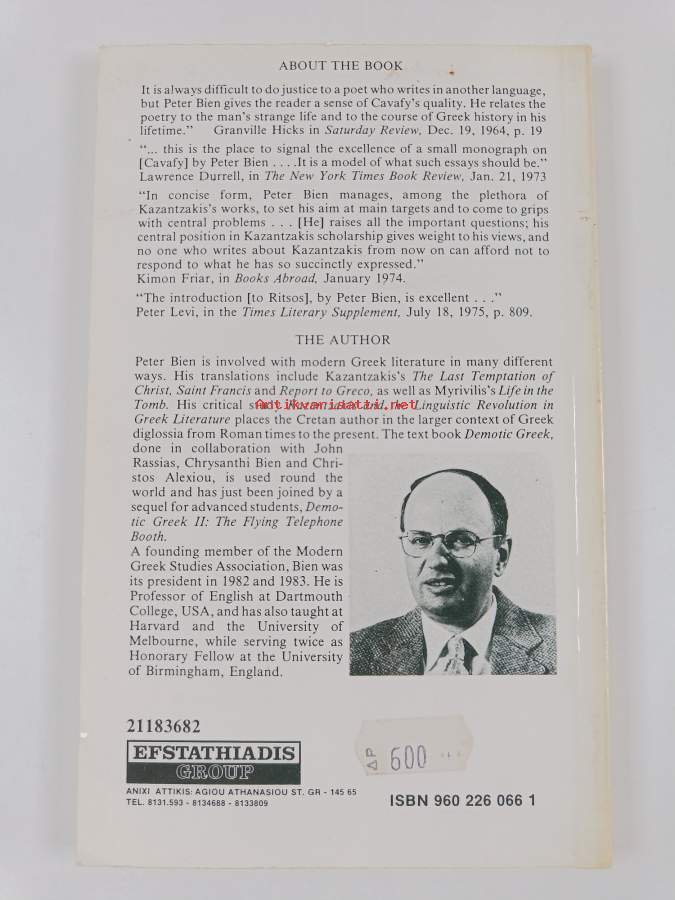 ABOUT THE BOOK
It is always difficult to do justice to a poet who writes in another language,
but Peter Bien gives the reader a sense of Cavafy's quality. He relates the
poetry to the man's strange life and to the course of Greek history in his
lifetime." Granville Hicks in Saturday Review, Dec. 19, 1964, p. 19
"... this is the place to signal the excellence of a small monograph on
[Cavafy] by Peter Bien . . . .It is a model of what such essays should be."
Lawrence Durrell, in The New York Times Book Review, Jan. 21, 1973
"In concise form, Peter Bien manages, among the plethora of
Kazantzakis's works, to set his aim at main targets and to come to grips
with central problems . . . [He] raises all the important questions; his
central position in Kazantzakis scholarship gives weight to his views, and
no one who writes about Kazantzakis from now on can afford not to
respond to what he has so succinctly expressed."
Kimon Friar, in Books Abroad, January 1974.
"The introduction [to Ritsos], by Peter Bien, is excellent . . ."
Peter Levi, in the Times Literary Supplement, July 18, 1975, p. 809.
THE AUTHOR
Peter Bien is involved with modern Greek literature in many different
ways. His translations include Kazantzakis's The Last Temptation of
Christ, Saint Francis and Report to Greco, as well as Myrivilis's Life in the
Tomb. His critical study Linguistic Revolution in
antikvariaatti.net
Greek Literature places the Cretan author in the larger context of Greek
diglossia from Roman times to the present. The text book Demotic Greek,
done in collaboration with John
Rassias, Chrysanthi Bien and Chri-
stos Alexiou, is used round the
world and has just been joined by a
sequel for advanced students, Demo-
tic Greek II: The Flying Telephone
Booth.
A founding member of the Modern
Greek Studies Association, Bien was
its president in 1982 and 1983. He is
Professor of English at Dartmouth
College, USA, and has also taught at
Harvard and the University of
Melbourne, while serving twice as
Honorary Fellow at the University
of Birmingham, England.
21183682
EFSTATHIADIS
GROUP
ANIXI ATTIKIS: AGIOU ATHANASIOU ST. GR - 145 65
TEL. 8131.593 - 8134688 - 8133809
ΔΡ 600
ISBN 960 226 066 1